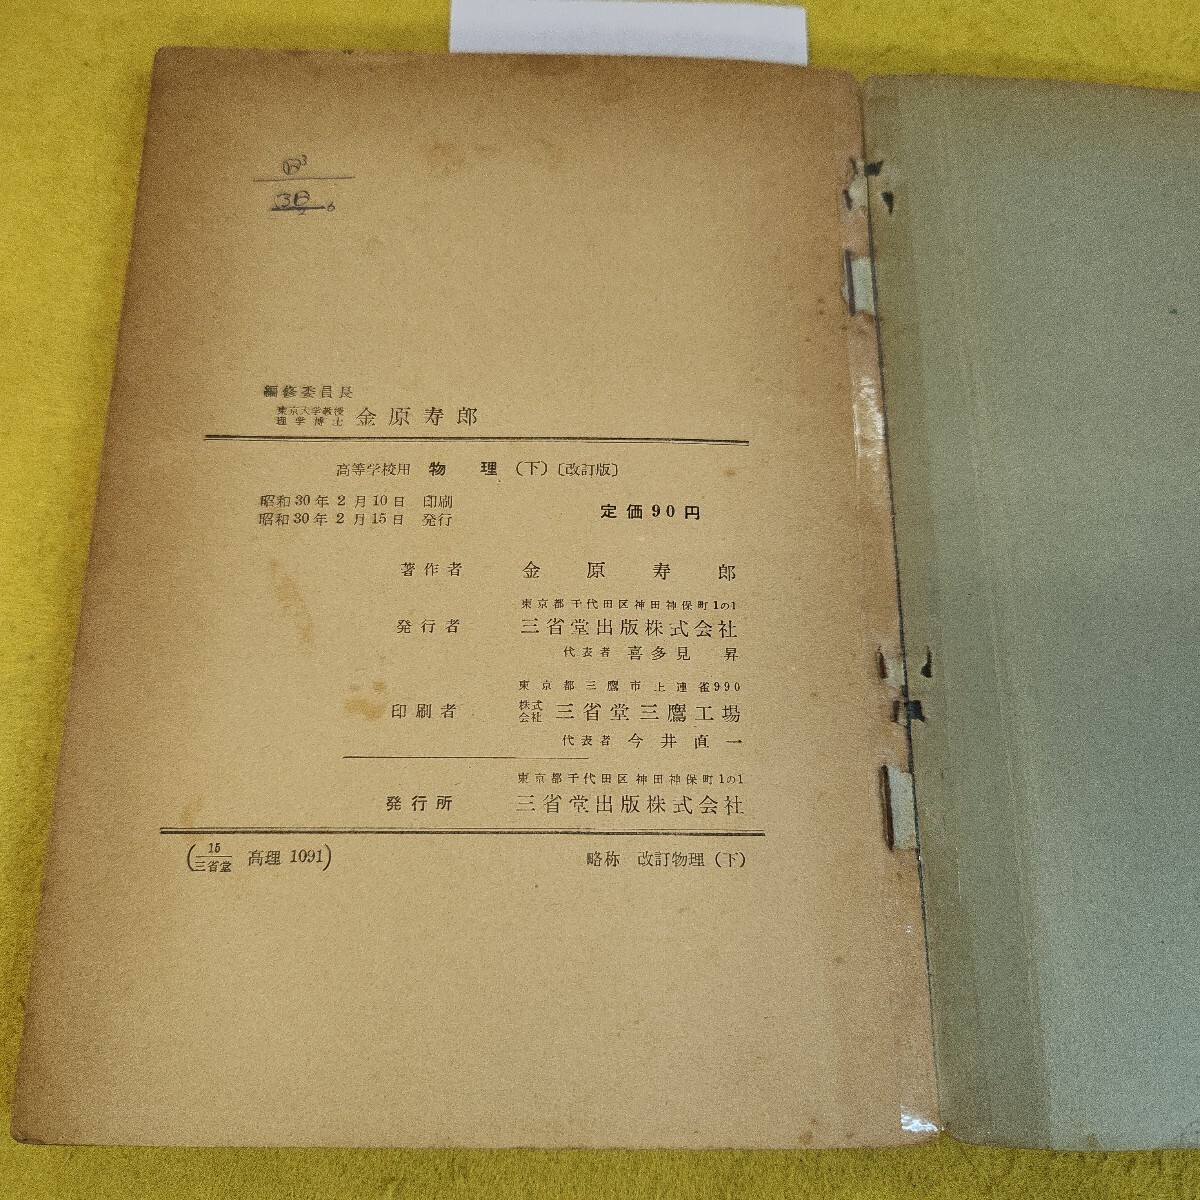 編修委員長
東京大学教授
理学博士 金原寿郎
高等学校用 物理（下）〔改訂版〕
昭和30年2月10日 印刷
昭和30年2月15日 発行
定価90円
著作者 金原寿郎
東京都千代田区神田神保町1の1
発行者 三省堂出版株式会社
代表者 喜多見 昇
東京都三鷹市上連雀990
印刷者 株式会社 三省堂三鷹工場
代表者 今井直一
東京都千代田区神田神保町1の1
発行所 三省堂出版株式会社
(15 三省堂 高理 1091)
略称 改訂物理（下）